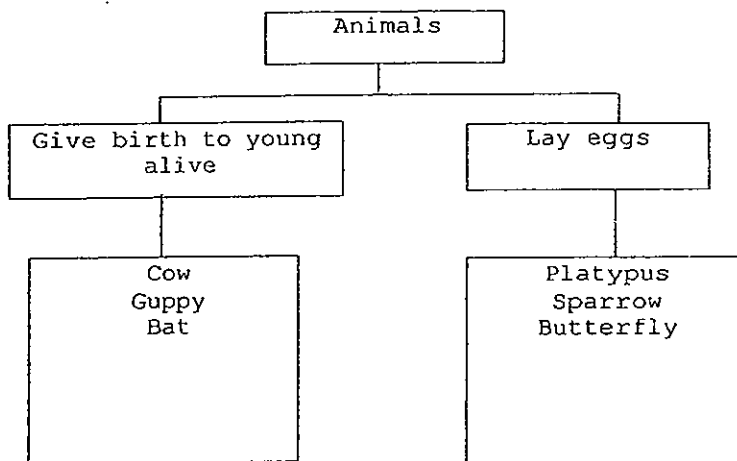 Animals
Give birth to young
alive
Lay eggs
Cow
Guppy
Bat
Platypus
Sparrow
Butterfly